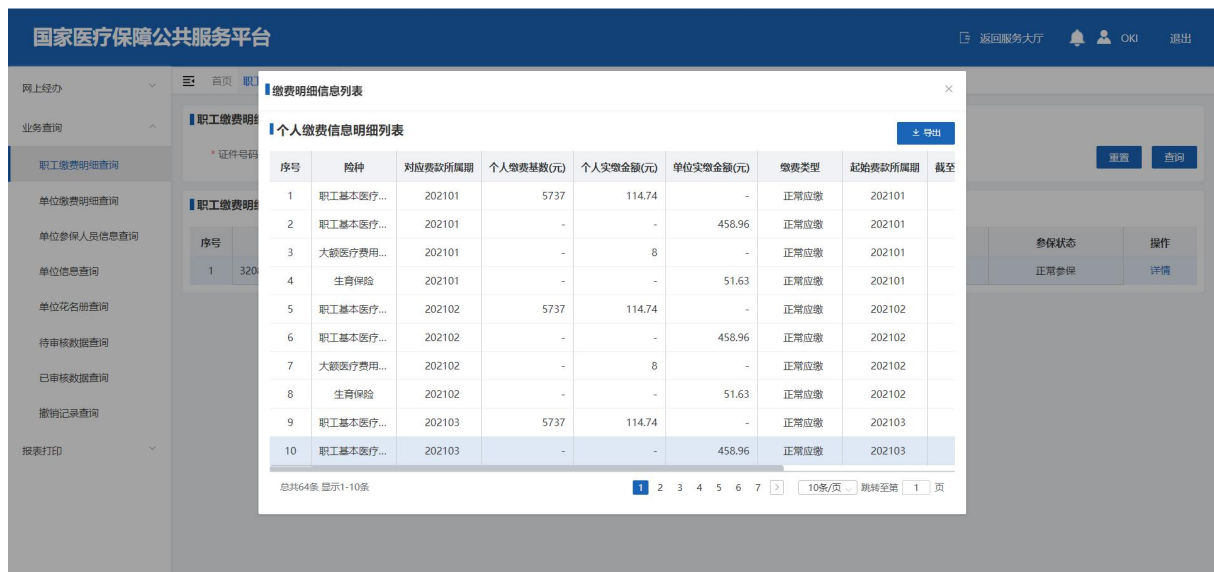 国家医疗保障公共服务平台
返回服务大厅 OKI 退出
网上经办
业务查询
职工缴费明细查询
单位缴费明细查询
单位参保人员信息查询
单位信息查询
单位花名册查询
待审核数据查询
已审核数据查询
撤销记录查询
报表打印
首页 职工
职工缴费明细
* 证件号码
重置 查询
职工缴费明细
序号 参保状态 操作
1 320 正常参保 详情
缴费明细信息列表
个人缴费信息明细列表
导出
序号 险种 对应费款所属期 个人缴费基数(元) 个人实缴金额(元) 单位实缴金额(元) 缴费类型 起始费款所属期 截至
1 职工基本医疗... 202101 5737 114.74 - 正常应缴 202101
2 职工基本医疗... 202101 - - 458.96 正常应缴 202101
3 大额医疗费用... 202101 - 8 - 正常应缴 202101
4 生育保险 202101 - - 51.63 正常应缴 202101
5 职工基本医疗... 202102 5737 114.74 - 正常应缴 202102
6 职工基本医疗... 202102 - - 458.96 正常应缴 202102
7 大额医疗费用... 202102 - 8 - 正常应缴 202102
8 生育保险 202102 - - 51.63 正常应缴 202102
9 职工基本医疗... 202103 5737 114.74 - 正常应缴 202103
10 职工基本医疗... 202103 - - 458.96 正常应缴 202103
总共64条 显示1-10条 1 2 3 4 5 6 7 > 10条/页 跳转至第 1 页